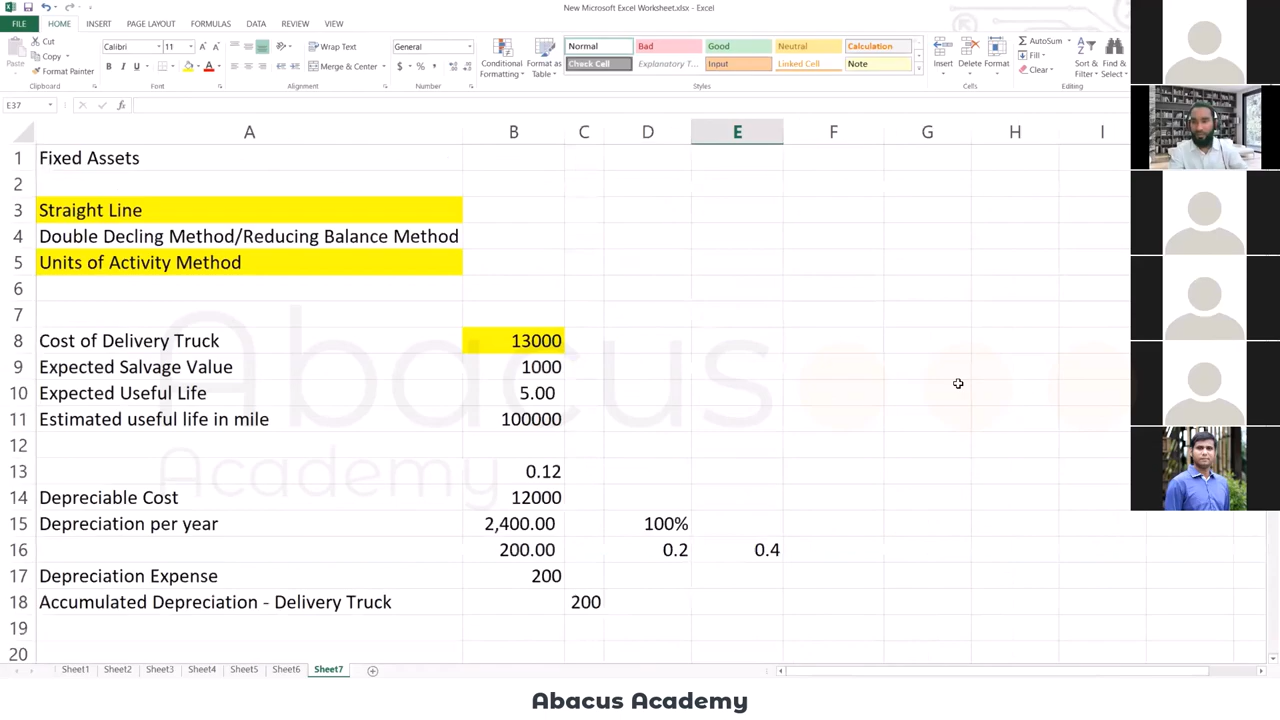 New Microsoft Excel Worksheet.xlsx - Excel
FILE HOME INSERT PAGE LAYOUT FORMULAS DATA REVIEW VIEW
Cut
Copy
Format Painter
Paste
Clipboard
Calibri 11
B I U
Font
Wrap Text
Merge & Center
Alignment
General
$ % ,
Number
Conditional Formatting
Format as Table
Normal Bad Good Neutral Calculation
Check Cell Explanatory T... Input Linked Cell Note
Styles
Insert Delete Format
Cells
AutoSum
Fill
Clear
Sort & Filter
Find & Select
Editing
E37
fx
A B C D E F G H I
1 Fixed Assets
2
3 Straight Line
4 Double Decling Method/Reducing Balance Method
5 Units of Activity Method
6
7
8 Cost of Delivery Truck 13000
9 Expected Salvage Value 1000
10 Expected Useful Life 5.00
11 Estimated useful life in mile 100000
12
13 0.12
14 Depreciable Cost 12000
15 Depreciation per year 2,400.00 100%
16 200.00 0.2 0.4
17 Depreciation Expense 200
18 Accumulated Depreciation - Delivery Truck 200
19
20
Abacus
Academy
Sheet1 Sheet2 Sheet3 Sheet4 Sheet5 Sheet6 Sheet7
Abacus Academy